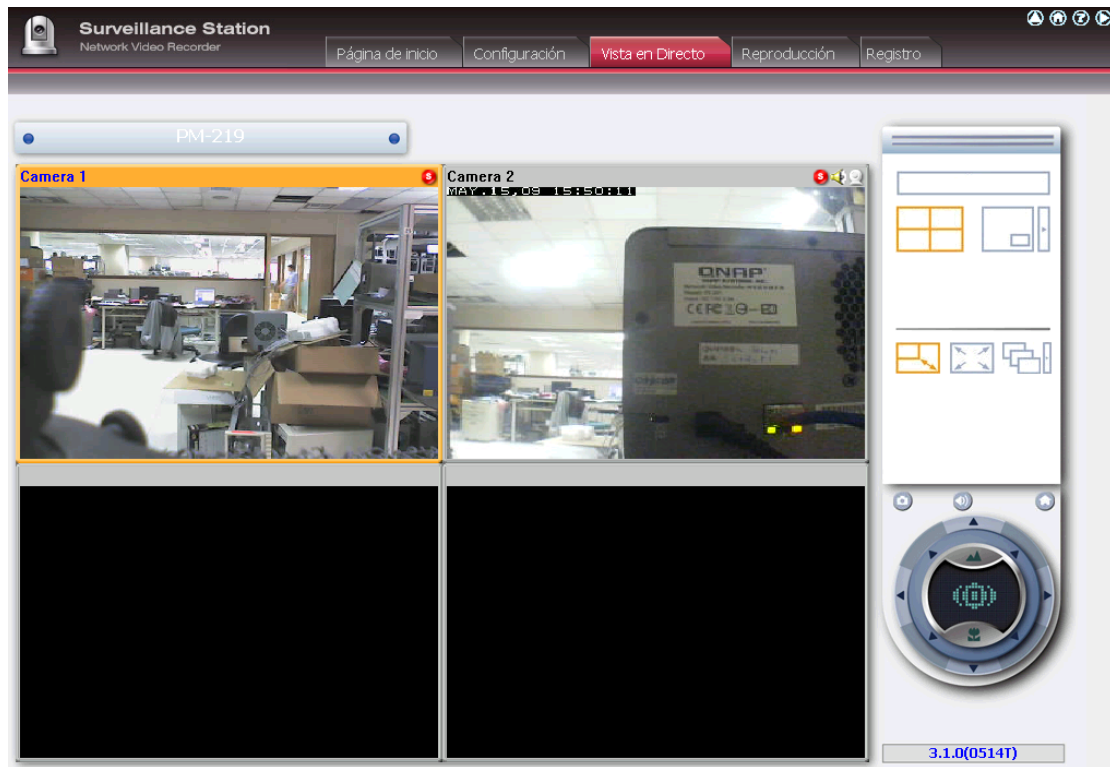 Surveillance Station
Network Video Recorder
Página de inicio
Configuración
Vista en Directo
Reproducción
Registro
PM-219
Camera 1
Camera 2
MAY.15,09 15:50:11
QNAP
3.1.0(0514T)